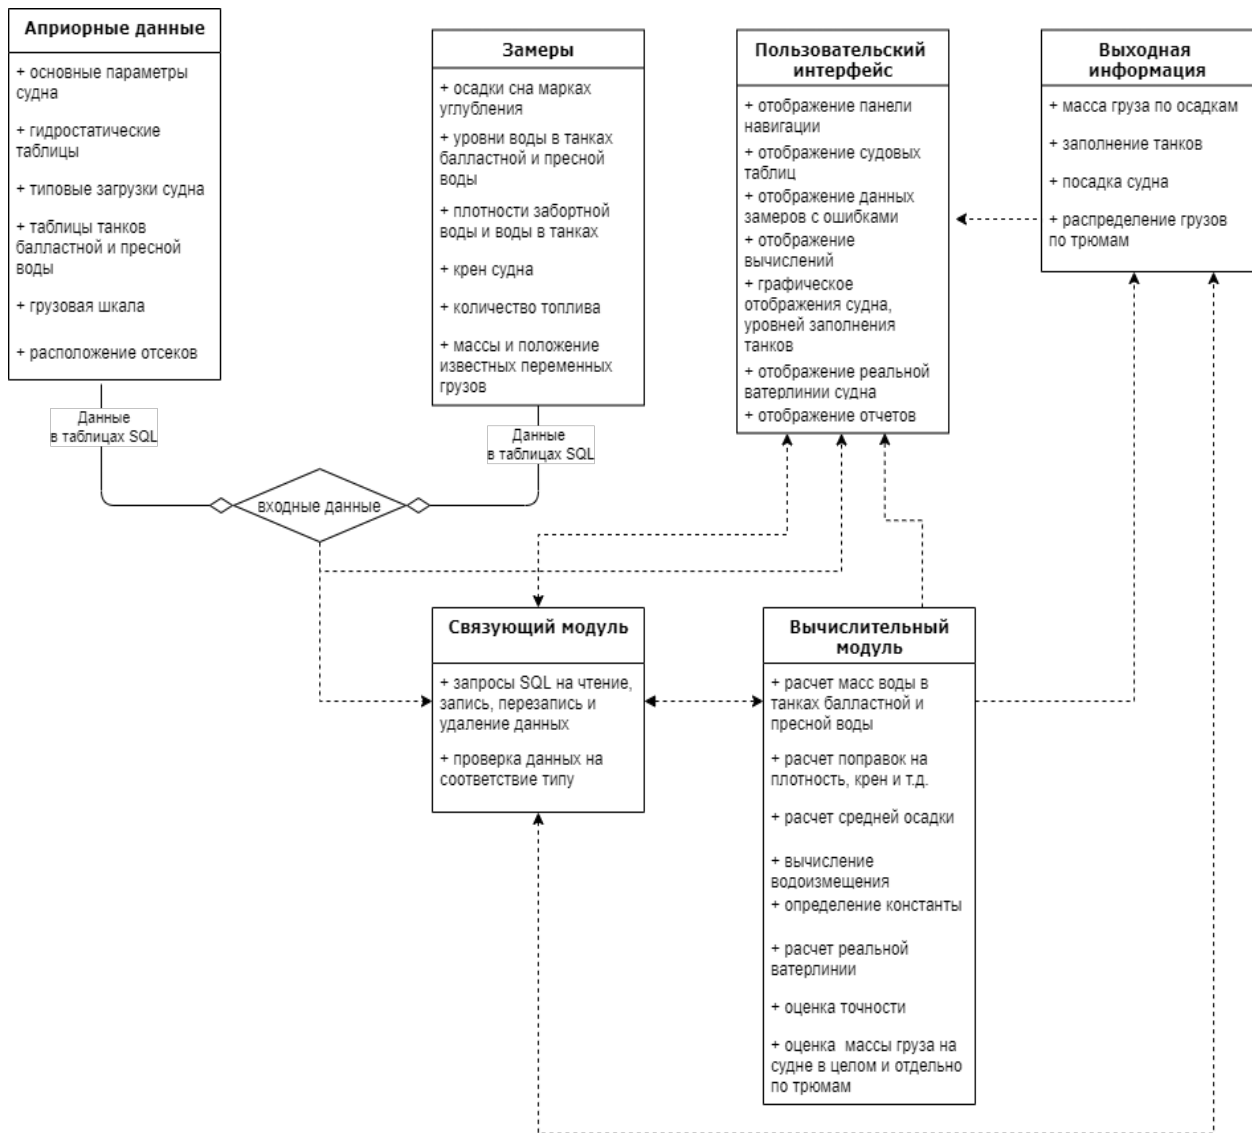 Априорные данные
+ основные параметры
судна
+ гидростатические
таблицы
+ типовые загрузки судна
+ таблицы танков
балластной и пресной
воды
+ грузовая шкала
+ расположение отсеков
Замеры
+ осадки сна марках
углубления
+ уровни воды в танках
балластной и пресной
воды
+ плотности забортной
воды и воды в танках
+ крен судна
+ количество топлива
+ массы и положение
известных переменных
грузов
Пользовательский
интерфейс
+ отображение панели
навигации
+ отображение судовых
таблиц
+ отображение данных
замеров с ошибками
+ отображение
вычислений
+ графическое
отображения судна,
уровней заполнения
танков
+ отображение реальной
ватерлинии судна
+ отображение отчетов
Выходная
информация
+ масса груза по осадкам
+ заполнение танков
+ посадка судна
+ распределение грузов
по трюмам
Данные
в таблицах SQL
Данные
в таблицах SQL
входные данные
Связующий модуль
+ запросы SQL на чтение,
запись, перезапись и
удаление данных
+ проверка данных на
соответствие типу
Вычислительный
модуль
+ расчет масс воды в
танках балластной и
пресной воды
+ расчет поправок на
плотность, крен и т.д.
+ расчет средней осадки
+ вычисление
водоизмещения
+ определение константы
+ расчет реальной
ватерлинии
+ оценка точности
+ оценка массы груза на
судне в целом и отдельно
по трюмам